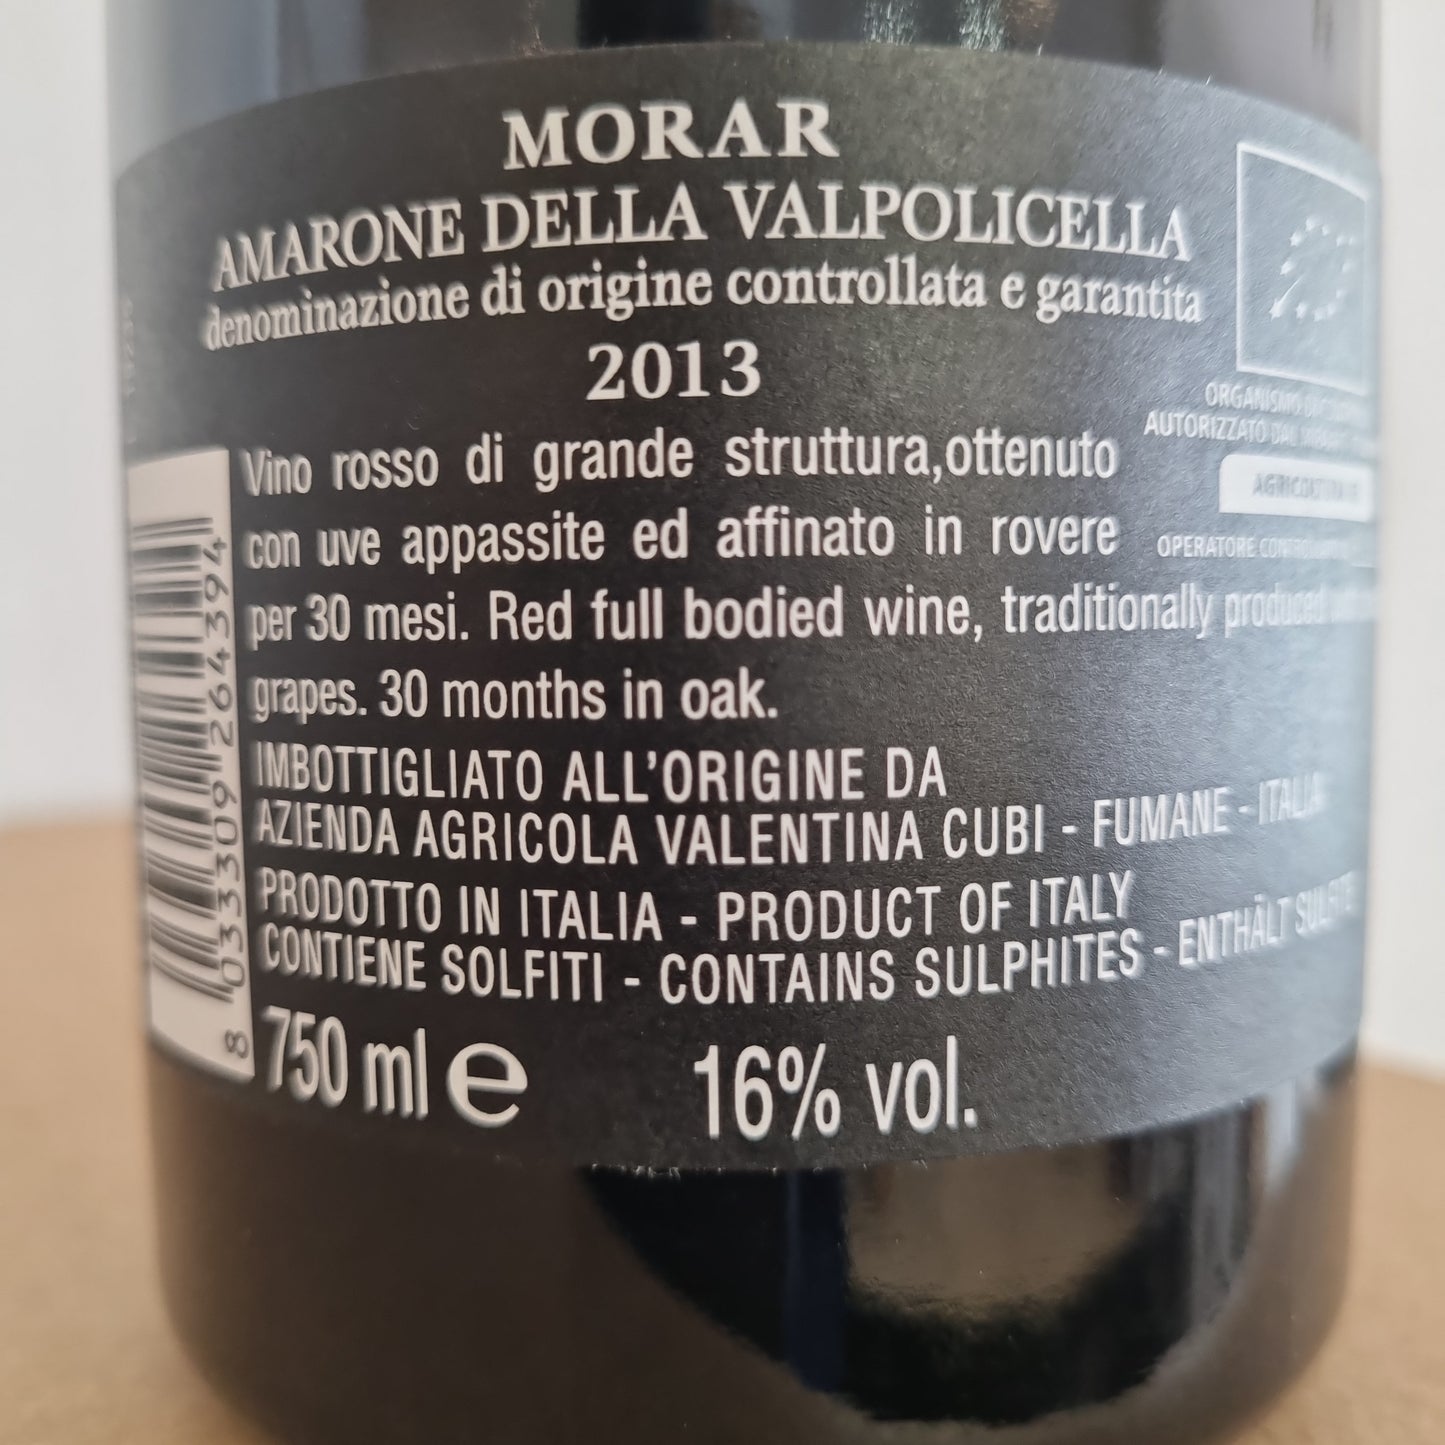 MORAR
AMARONE DELLA VALPOLICELLA
denominazione di origine controllata e garantita
2013
Vino rosso di grande struttura,ottenuto
con uve appassite ed affinato in rovere
per 30 mesi. Red full bodied wine, traditionally produced
grapes. 30 months in oak.
IMBOTTIGLIATO ALL'ORIGINE DA
AZIENDA AGRICOLA VALENTINA CUBI - FUMANE - ITALIA
PRODOTTO IN ITALIA - PRODUCT OF ITALY
CONTIENE SOLFITI - CONTAINS SULPHITES - ENTHÄLT SULFITE
750 ml e 16% vol.
8 033309 264394
ORGANISMO DI
AUTORIZZATO DAL
AGRICOLTURA
OPERATORE